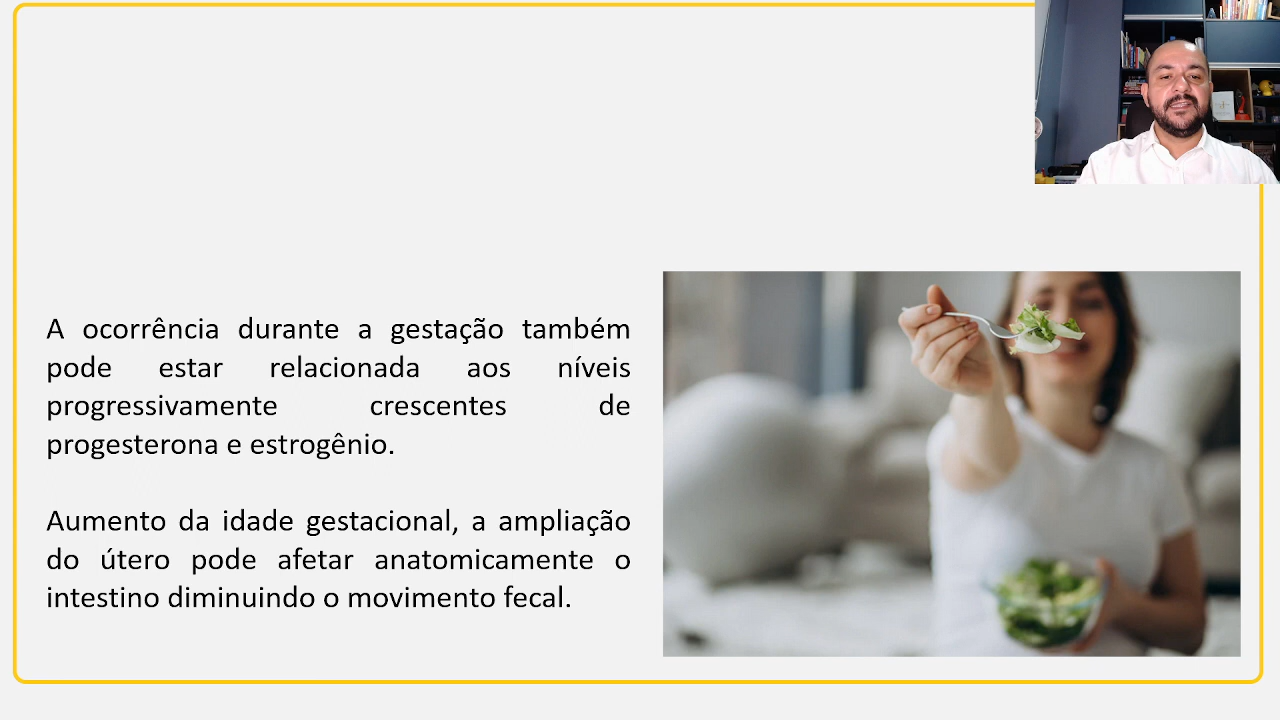 A ocorrência durante a gestação também
pode estar relacionada aos níveis
progressivamente crescentes de
progesterona e estrogênio.
Aumento da idade gestacional, a ampliação
do útero pode afetar anatomicamente o
intestino diminuindo o movimento fecal.